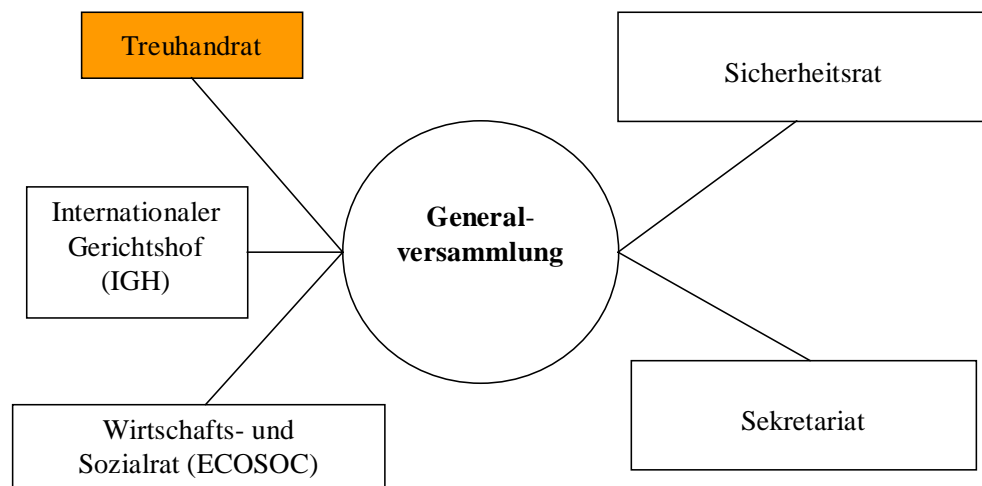 Treuhandrat
Sicherheitsrat
Internationaler
Gerichtshof
(IGH)
General-
versammlung
Wirtschafts- und
Sozialrat (ECOSOC)
Sekretariat